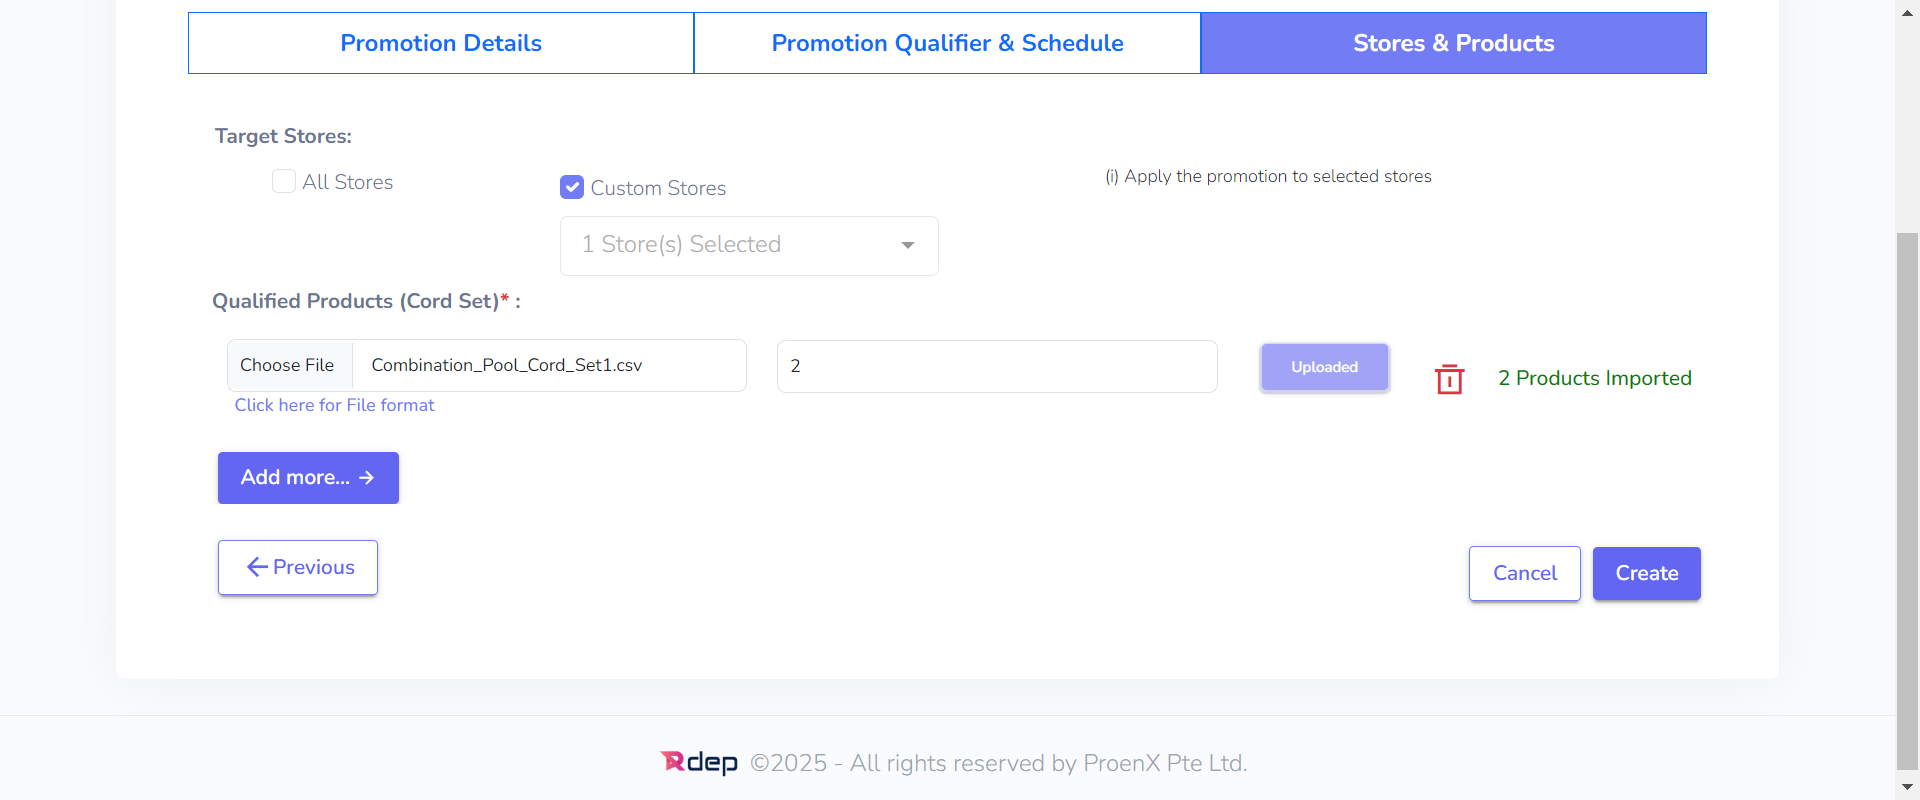 Promotion Details
Promotion Qualifier & Schedule
Stores & Products
Target Stores:
All Stores
Custom Stores
(i) Apply the promotion to selected stores
1 Store(s) Selected
Qualified Products (Cord Set)* :
Choose File
Combination_Pool_Cord_Set1.csv
2
Uploaded
2 Products Imported
Click here for File format
Add more...
Previous
Cancel
Create
Rdep ©2025 - All rights reserved by ProenX Pte Ltd.